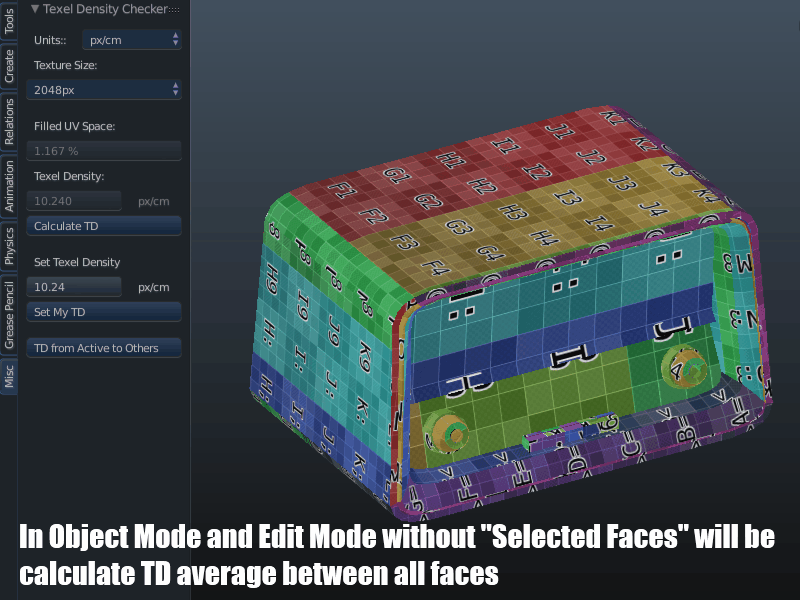 Texel Density Checker
Tools
Create
Relations
Animation
Physics
Grease Pencil
Misc
Units:: px/cm
Texture Size:
2048px
Filled UV Space:
1.167 %
Texel Density:
10.240 px/cm
Calculate TD
Set Texel Density
10.24 px/cm
Set My TD
TD from Active to Others
F1 G1 H1 I1 J1 K1
F2 G2 H2 I2 J2 K2
F3 G3 H3 I3 J3 K3
F4 G4 H4 I4 J4 K4
H9 I9 J9 K9
H: I: J: K:
F= E= D= C= B= A=
In Object Mode and Edit Mode without "Selected Faces" will be
calculate TD average between all faces